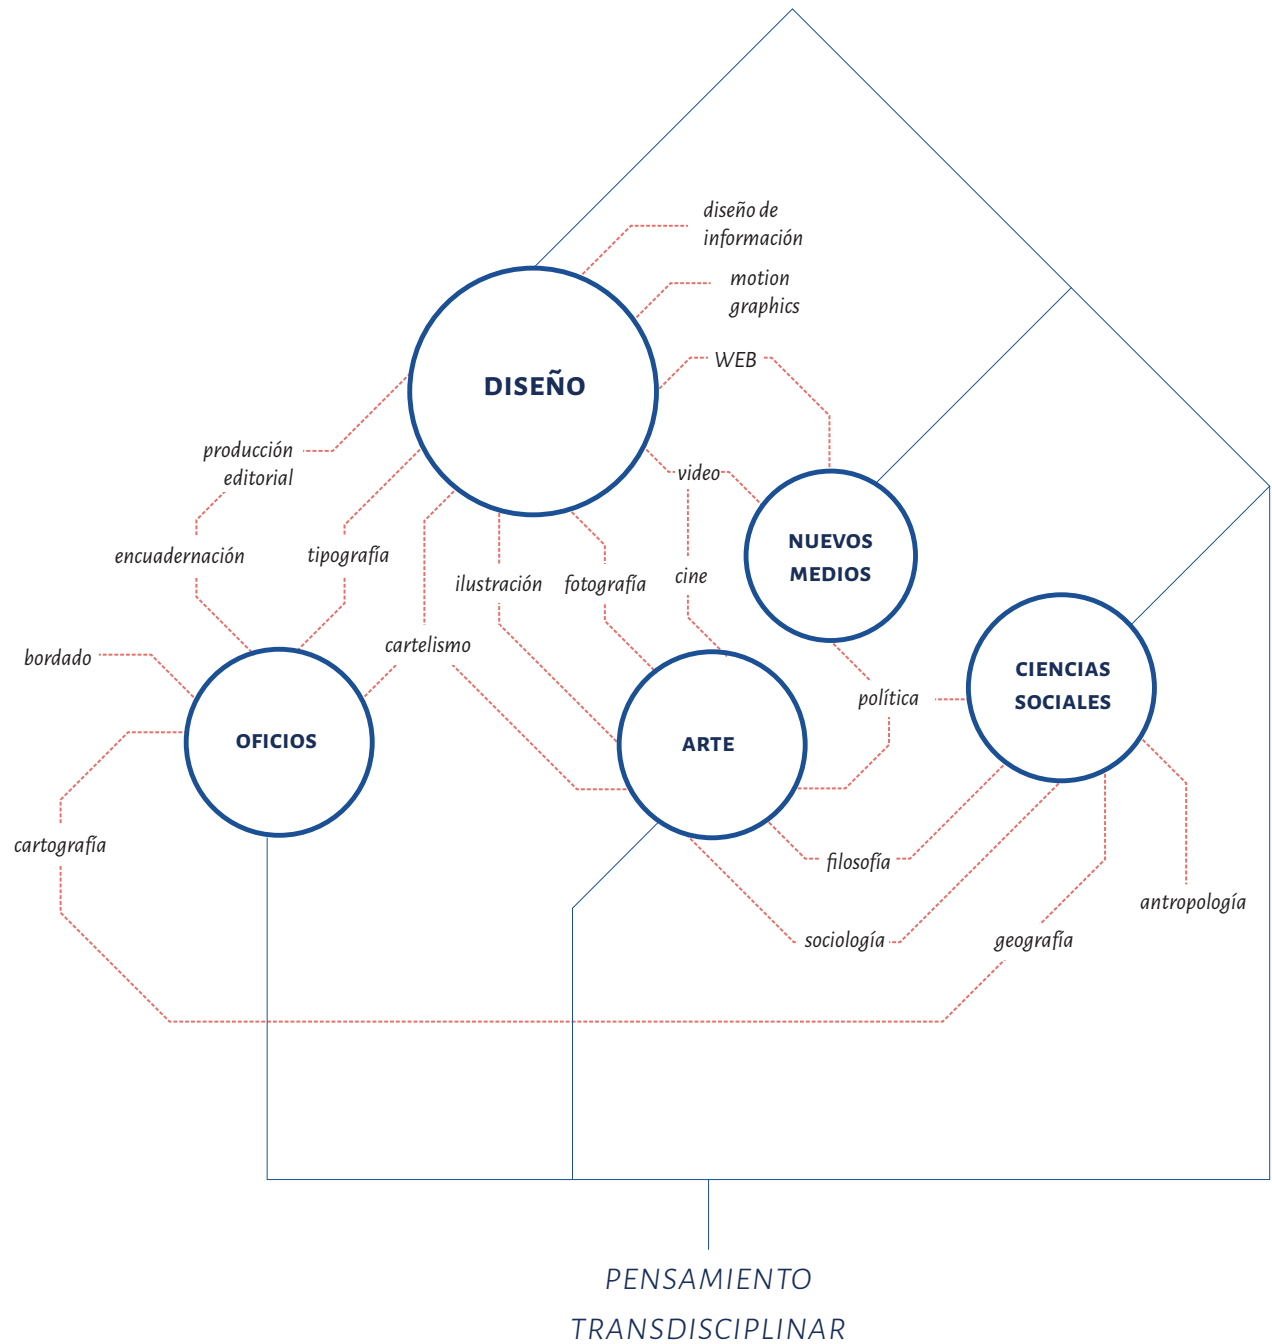 diseño de
información
motion
graphics
WEB
DISEÑO
producción
editorial
video
encuadernación
tipografía
ilustración
fotografía
cine
NUEVOS
MEDIOS
bordado
cartelismo
política
CIENCIAS
SOCIALES
OFICIOS
ARTE
cartografía
filosofía
antropología
sociología
geografía
PENSAMIENTO
TRANSDISCIPLINAR